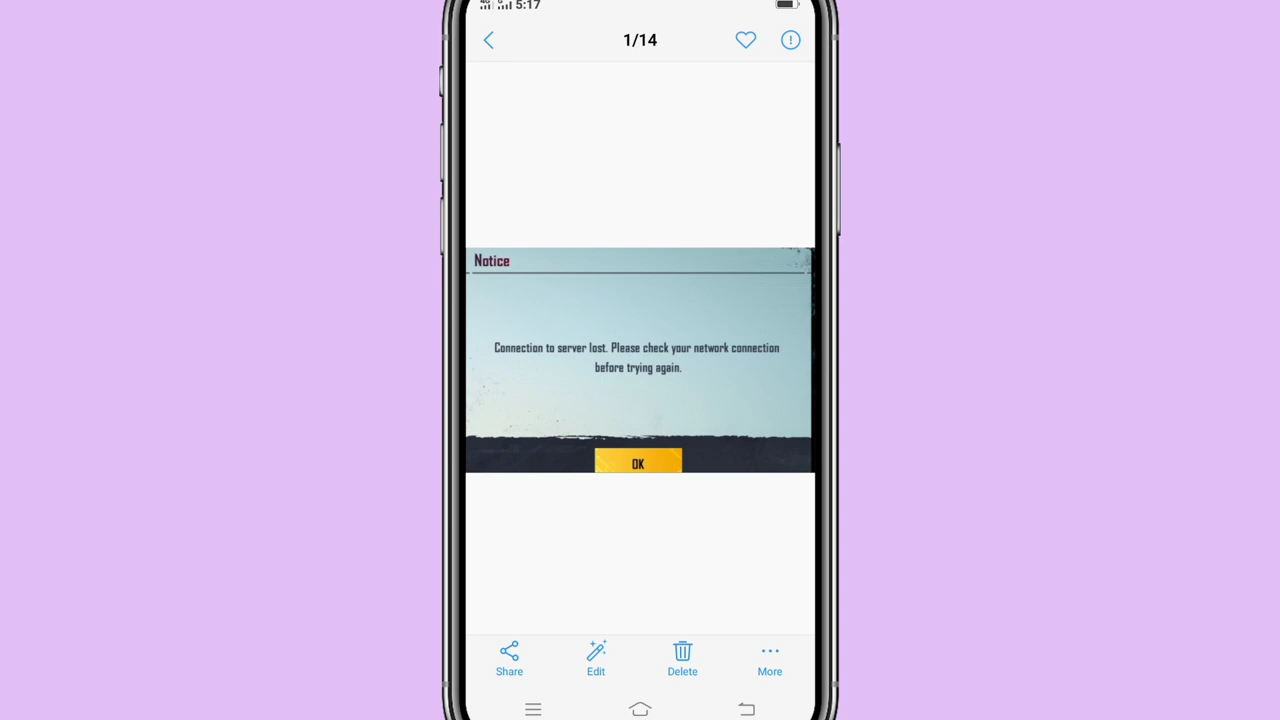 4G G 5:17
1/14
Notice
Connection to server lost. Please check your network connection
before trying again.
OK
Share Edit Delete More